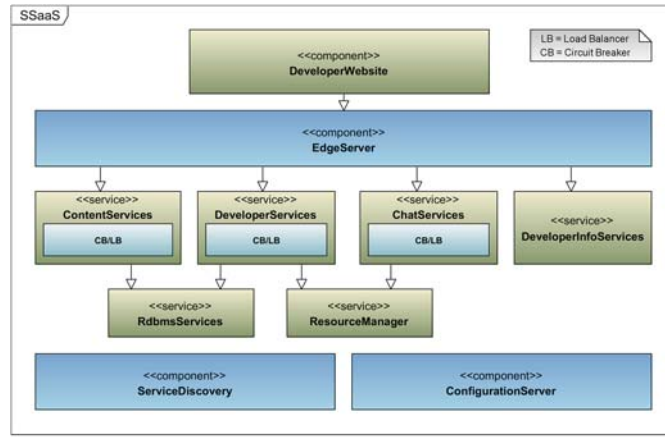 SSaaS
LB = Load Balancer
CB = Circuit Breaker
<<component>>
DeveloperWebsite
<<component>>
EdgeServer
<<service>>
ContentServices
CB/LB
<<service>>
DeveloperServices
CB/LB
<<service>>
ChatServices
CB/LB
<<service>>
DeveloperInfoServices
<<service>>
RdbmsServices
<<service>>
ResourceManager
<<component>>
ServiceDiscovery
<<component>>
ConfigurationServer